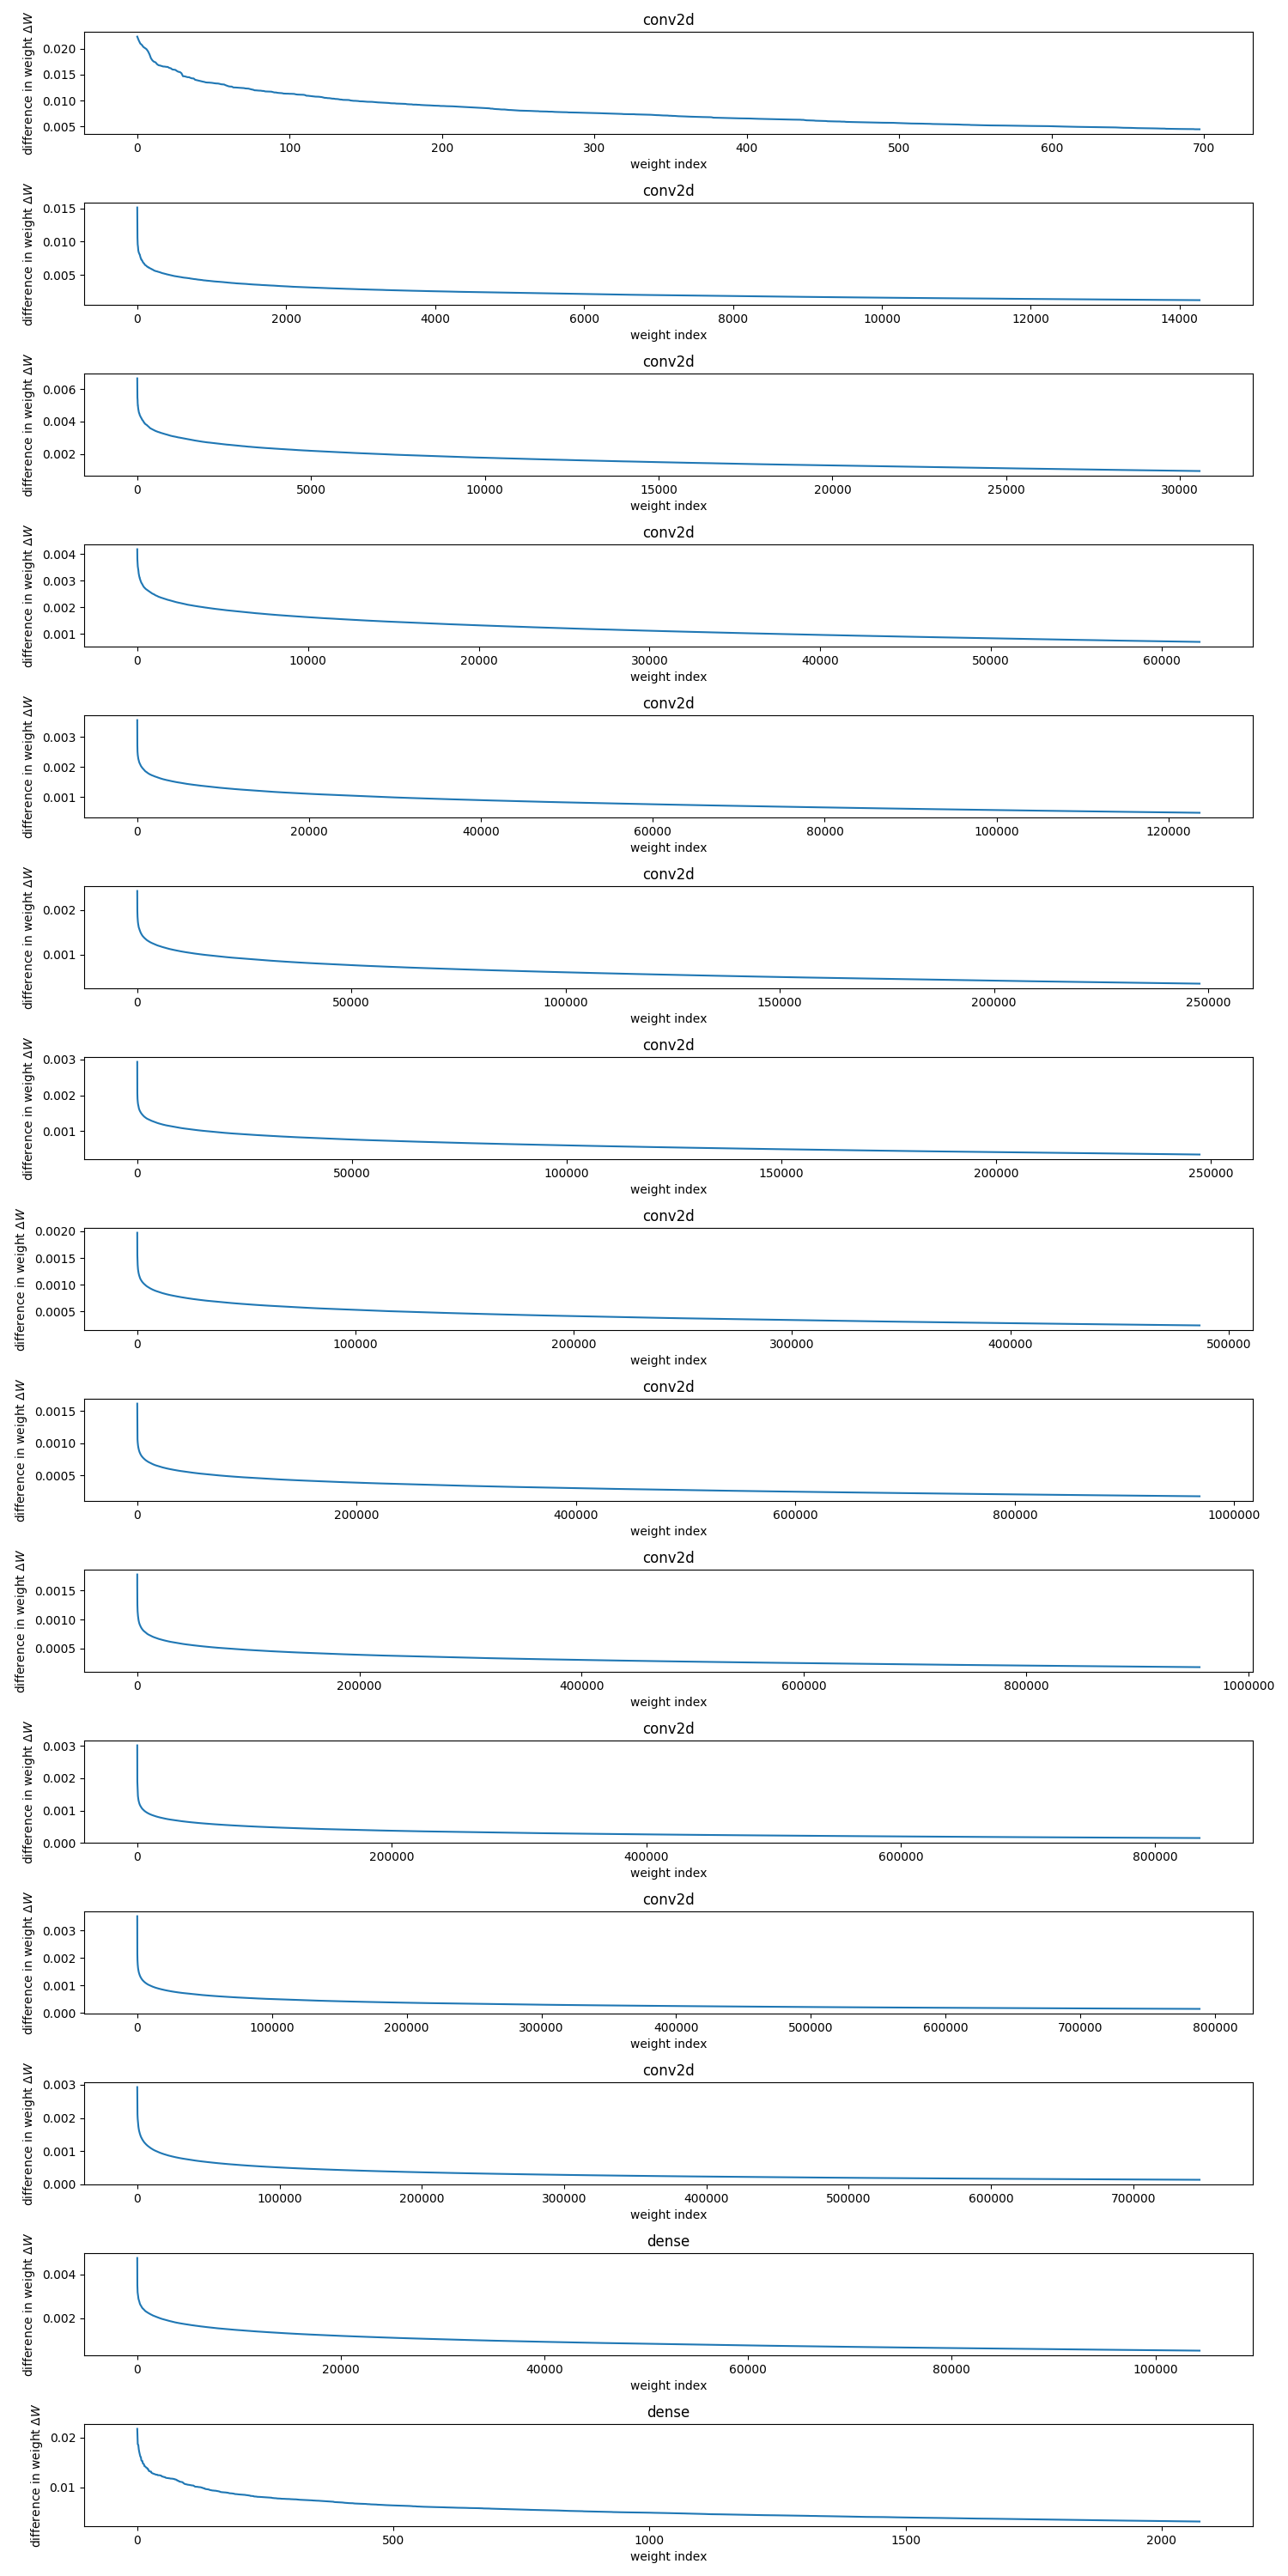 conv2d
difference in weight ΔW
0.020
0.015
0.010
0.005
0 100 200 300 400 500 600 700
weight index
conv2d
difference in weight ΔW
0.015
0.010
0.005
0 2000 4000 6000 8000 10000 12000 14000
weight index
conv2d
difference in weight ΔW
0.006
0.004
0.002
0 5000 10000 15000 20000 25000 30000
weight index
conv2d
difference in weight ΔW
0.004
0.003
0.002
0.001
0 10000 20000 30000 40000 50000 60000
weight index
conv2d
difference in weight ΔW
0.003
0.002
0.001
0 20000 40000 60000 80000 100000 120000
weight index
conv2d
difference in weight ΔW
0.002
0.001
0 50000 100000 150000 200000 250000
weight index
conv2d
difference in weight ΔW
0.003
0.002
0.001
0 50000 100000 150000 200000 250000
weight index
conv2d
difference in weight ΔW
0.0020
0.0015
0.0010
0.0005
0 100000 200000 300000 400000 500000
weight index
conv2d
difference in weight ΔW
0.0015
0.0010
0.0005
0 200000 400000 600000 800000 1000000
weight index
conv2d
difference in weight ΔW
0.0015
0.0010
0.0005
0 200000 400000 600000 800000 1000000
weight index
conv2d
difference in weight ΔW
0.003
0.002
0.001
0.000
0 200000 400000 600000 800000
weight index
conv2d
difference in weight ΔW
0.003
0.002
0.001
0.000
0 100000 200000 300000 400000 500000 600000 700000 800000
weight index
conv2d
difference in weight ΔW
0.003
0.002
0.001
0.000
0 100000 200000 300000 400000 500000 600000 700000
weight index
dense
difference in weight ΔW
0.004
0.002
0 20000 40000 60000 80000 100000
weight index
dense
difference in weight ΔW
0.02
0.01
0 500 1000 1500 2000
weight index